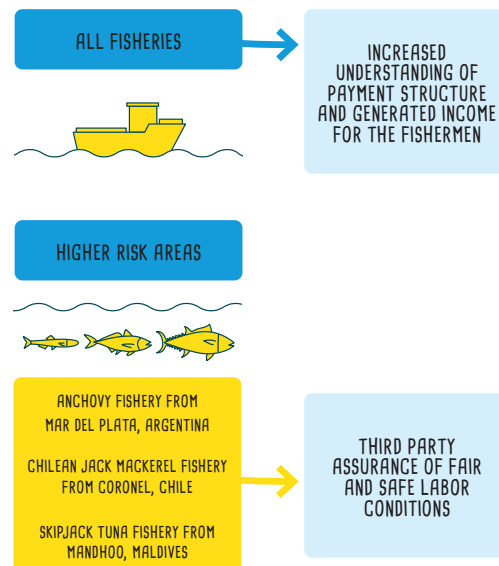 ALL FISHERIES
INCREASED
UNDERSTANDING OF
PAYMENT STRUCTURE
AND GENERATED INCOME
FOR THE FISHERMEN
HIGHER RISK AREAS
ANCHOVY FISHERY FROM
MAR DEL PLATA, ARGENTINA
CHILEAN JACK MACKEREL FISHERY
FROM CORONEL, CHILE
SKIPJACK TUNA FISHERY FROM
MANDHOO, MALDIVES
THIRD PARTY
ASSURANCE OF FAIR
AND SAFE LABOR
CONDITIONS